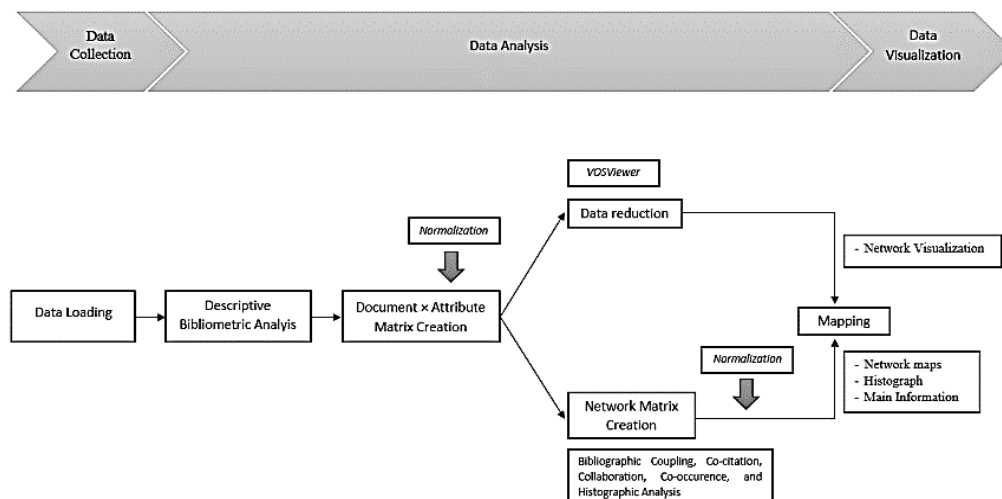 Data
Collection
Data Analysis
Data
Visualization
VOSViewer
Data reduction
Normalization
- Network Visualization
Data Loading
Descriptive
Bibliometric Analyis
Document × Attribute
Matrix Creation
Mapping
Normalization
- Network maps
- Histograph
- Main Information
Network Matrix
Creation
Bibliographic Coupling, Co-citation,
Collaboration, Co-occurence, and
Histographic Analysis